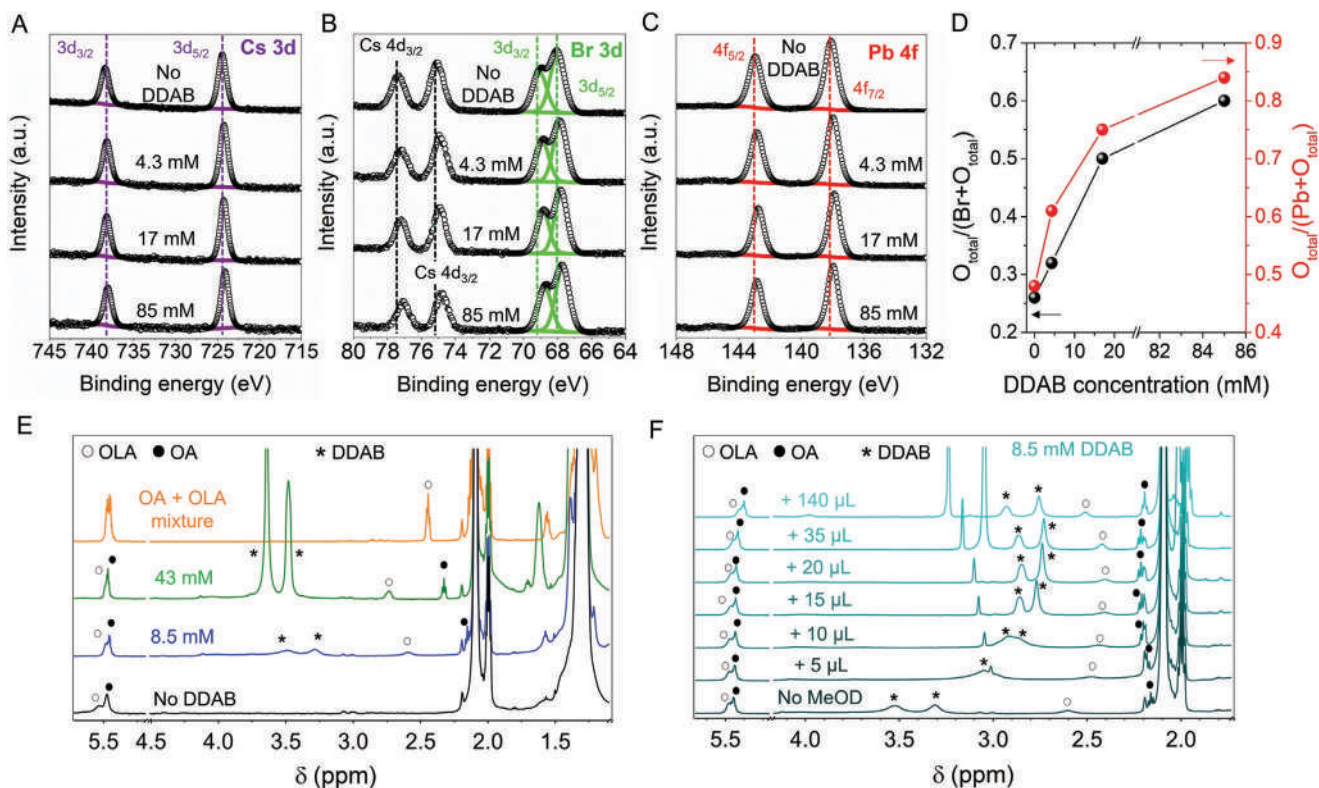 A
3d3/2
3d5/2
Cs 3d
No
DDAB
4.3 mM
17 mM
85 mM
Intensity (a.u.)
745 740 735 730 725 720 715
Binding energy (eV)
B
Cs 4d3/2
3d3/2
Br 3d
No
DDAB
3d5/2
4.3 mM
17 mM
Cs 4d3/2
85 mM
Intensity (a.u.)
80 78 76 74 72 70 68 66 64
Binding energy (eV)
C
4f5/2
No
DDAB
Pb 4f
4f7/2
4.3 mM
17 mM
85 mM
Intensity (a.u.)
148 144 140 136 132
Binding energy (eV)
D
0.7
0.6
0.5
0.4
0.3
0.2
Ototal/(Br+Ototal)
0.9
0.8
0.7
0.6
0.5
0.4
Ototal/(Pb+Ototal)
0 10 20 82 84 86
DDAB concentration (mM)
E
OLA OA * DDAB
OA + OLA
mixture
* *
43 mM
8.5 mM
* *
No DDAB
5.5 4.5 4.0 3.5 3.0 2.5 2.0 1.5
δ (ppm)
F
OLA OA * DDAB
8.5 mM DDAB
+ 140 µL
* *
+ 35 µL
* *
+ 20 µL
* *
+ 15 µL
* *
+ 10 µL
* *
+ 5 µL
*
No MeOD
* *
5.5 4.0 3.5 3.0 2.5 2.0
δ (ppm)